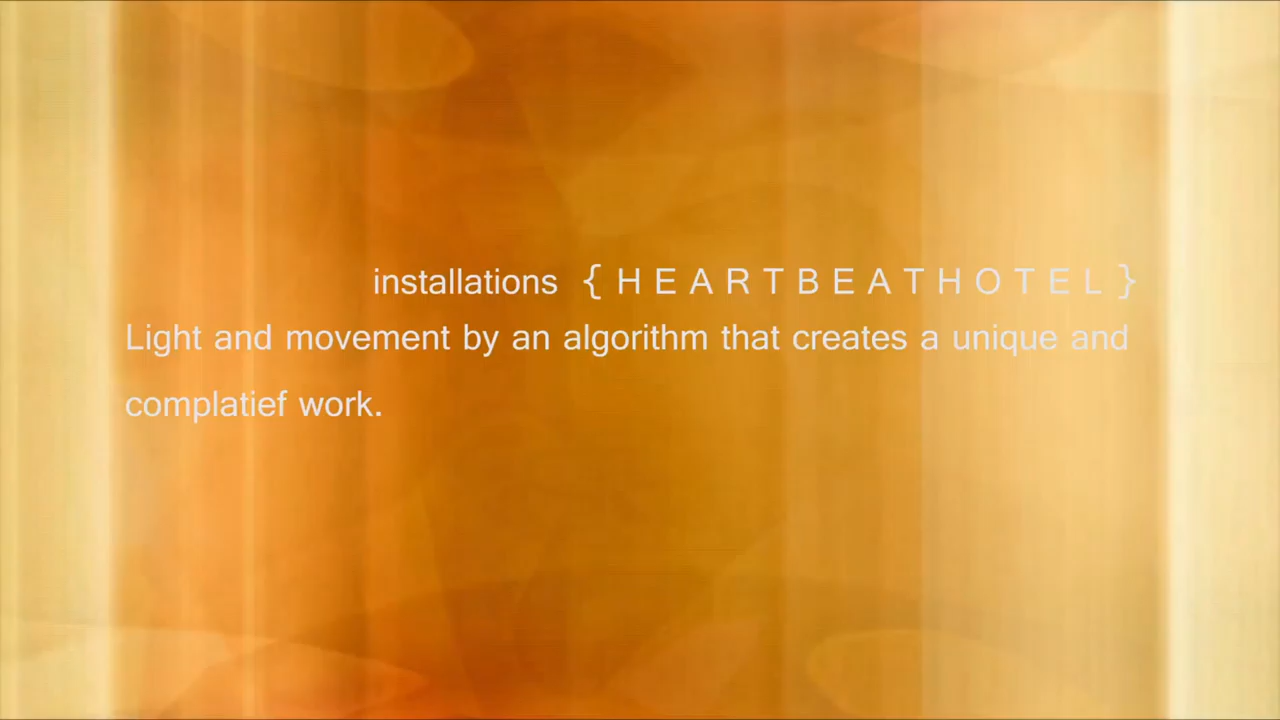 installations {HEARTBEATHOTEL}
Light and movement by an algorithm that creates a unique and
complatief work.